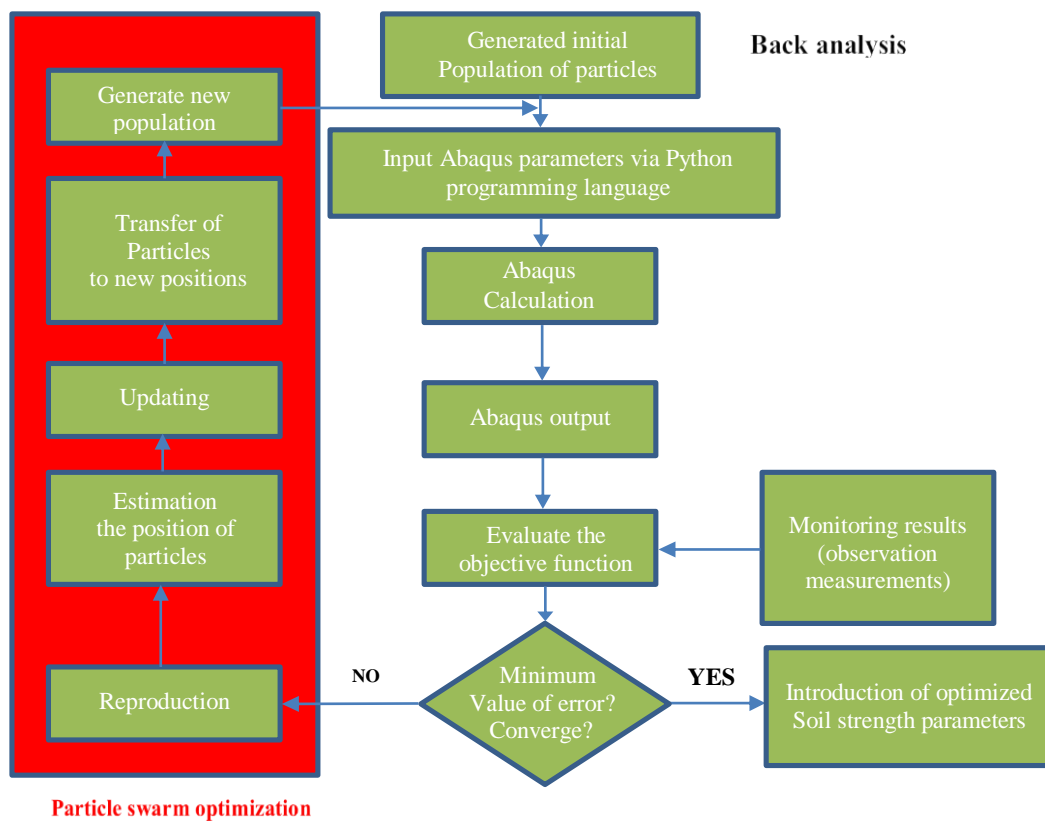 Back analysis
Generated initial
Population of particles
Generate new
population
Input Abaqus parameters via Python
programming language
Transfer of
Particles
to new positions
Abaqus
Calculation
Updating
Abaqus output
Estimation
the position of
particles
Evaluate the
objective function
Monitoring results
(observation
measurements)
Reproduction
NO
Minimum
Value of error?
Converge?
YES
Introduction of optimized
Soil strength parameters
Particle swarm optimization